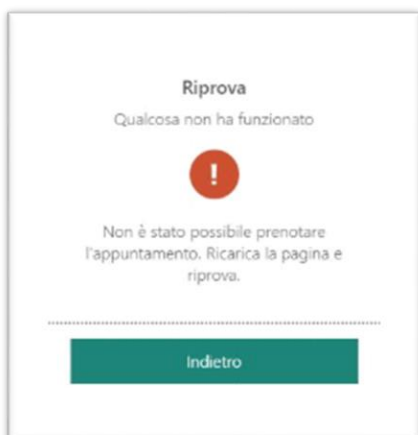 Riprova
Qualcosa non ha funzionato
!
Non è stato possibile prenotare
l'appuntamento. Ricarica la pagina e
riprova.
Indietro